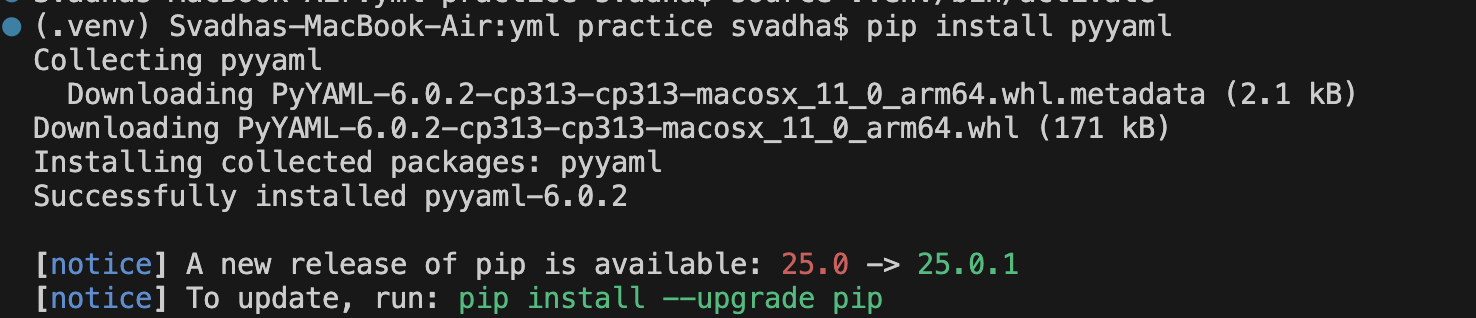 (.venv) Svadhas-MacBook-Air:yml practice svadha$ pip install pyyaml
Collecting pyyaml
  Downloading PyYAML-6.0.2-cp313-cp313-macosx_11_0_arm64.whl.metadata (2.1 kB)
Downloading PyYAML-6.0.2-cp313-cp313-macosx_11_0_arm64.whl (171 kB)
Installing collected packages: pyyaml
Successfully installed pyyaml-6.0.2

[notice] A new release of pip is available: 25.0 -> 25.0.1
[notice] To update, run: pip install --upgrade pip